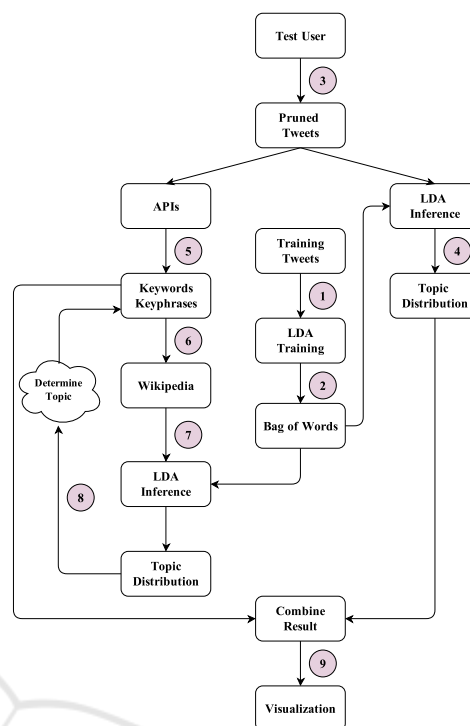 Test User
3
Pruned
Tweets
APIs
LDA
Inference
5
Training
Tweets
4
Keywords
Keyphrases
1
Topic
Distribution
6
LDA
Training
Determine
Topic
Wikipedia
2
7
Bag of Words
8
LDA
Inference
Topic
Distribution
Combine
Result
9
Visualization